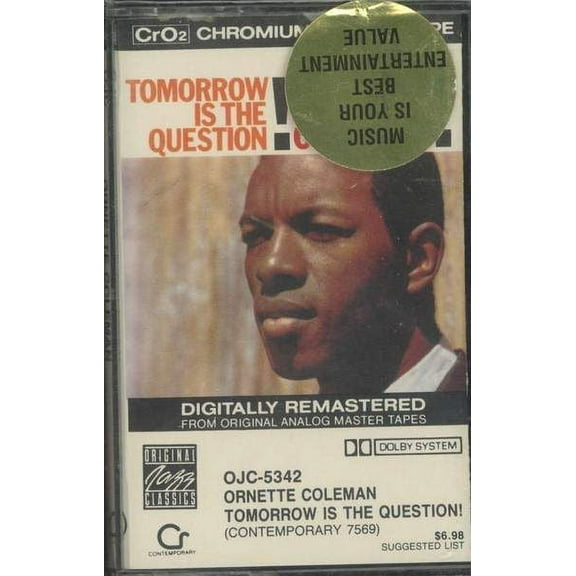 CrO2 CHROMIUM
TOMORROW
IS THE
QUESTION !
MUSIC
IS YOUR
BEST
ENTERTAINMENT
VALUE
DIGITALLY REMASTERED
FROM ORIGINAL ANALOG MASTER TAPES
DOLBY SYSTEM
ORIGINAL
Jazz
CLASSICS
OJC-5342
ORNETTE COLEMAN
TOMORROW IS THE QUESTION!
(CONTEMPORARY 7569)
CONTEMPORARY
$6.98
SUGGESTED LIST